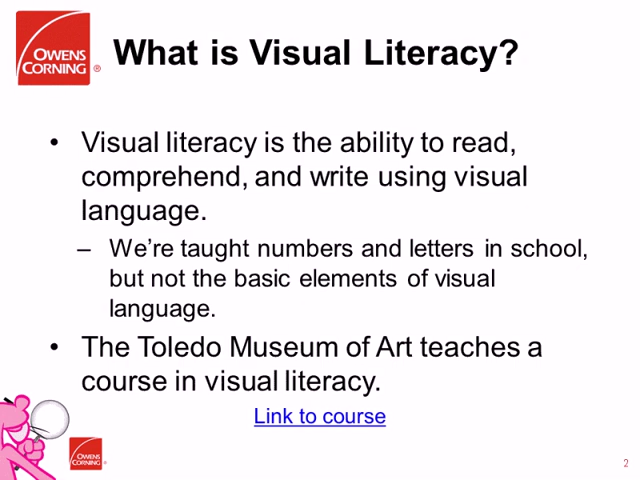 OWENS
CORNING®
What is Visual Literacy?
• Visual literacy is the ability to read,
comprehend, and write using visual
language.
– We’re taught numbers and letters in school,
but not the basic elements of visual
language.
• The Toledo Museum of Art teaches a
course in visual literacy.
Link to course
OWENS
CORNING
2